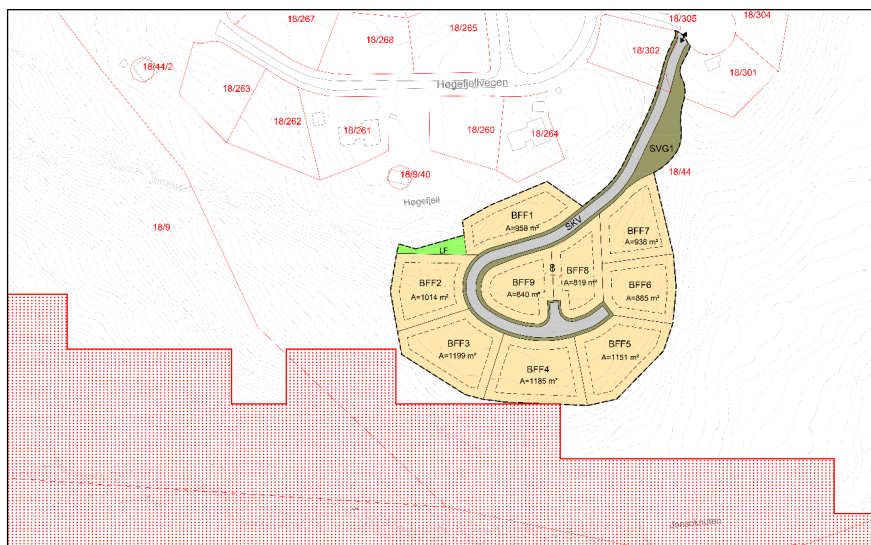 18/267
18/268
18/265
18/305
18/304
18/302
18/301
18/44/2
18/263
Høgefjellvegen
18/262
18/261
18/260
18/264
SVG1
18/44
18/9/40
Høgefjell
18/9
BFF1
A=958 m²
SKV
BFF7
A=938 m²
LF
BFF2
A=1014 m²
BFF9
A=840 m²
BFF8
A=819 m²
BFF6
A=885 m²
BFF3
A=1199 m²
BFF5
A=1151 m²
BFF4
A=1185 m²
Jonsoknuten